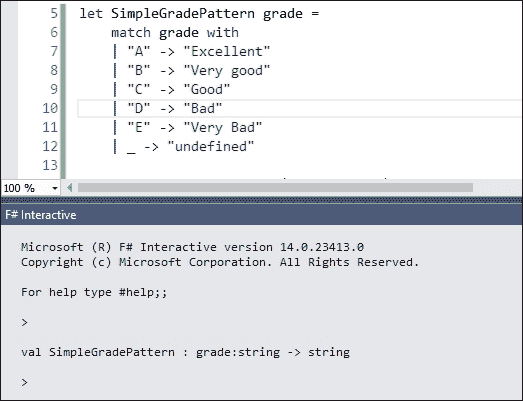 5 let SimpleGradePattern grade =
6 match grade with
7 | "A" -> "Excellent"
8 | "B" -> "Very good"
9 | "C" -> "Good"
10 | "D" -> "Bad"
11 | "E" -> "Very Bad"
12 | _ -> "undefined"
13
100 %
F# Interactive
Microsoft (R) F# Interactive version 14.0.23413.0
Copyright (c) Microsoft Corporation. All Rights Reserved.
For help type #help;;
>
val SimpleGradePattern : grade:string -> string
>